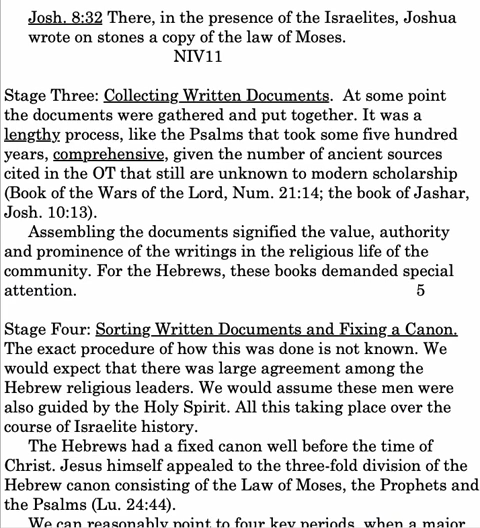 Josh. 8:32 There, in the presence of the Israelites, Joshua
wrote on stones a copy of the law of Moses.
NIV11
Stage Three: Collecting Written Documents. At some point
the documents were gathered and put together. It was a
lengthy process, like the Psalms that took some five hundred
years, comprehensive, given the number of ancient sources
cited in the OT that still are unknown to modern scholarship
(Book of the Wars of the Lord, Num. 21:14; the book of Jashar,
Josh. 10:13).
Assembling the documents signified the value, authority
and prominence of the writings in the religious life of the
community. For the Hebrews, these books demanded special
attention. 5
Stage Four: Sorting Written Documents and Fixing a Canon.
The exact procedure of how this was done is not known. We
would expect that there was large agreement among the
Hebrew religious leaders. We would assume these men were
also guided by the Holy Spirit. All this taking place over the
course of Israelite history.
The Hebrews had a fixed canon well before the time of
Christ. Jesus himself appealed to the three-fold division of the
Hebrew canon consisting of the Law of Moses, the Prophets and
the Psalms (Lu. 24:44).
We can reasonably point to four key periods, when a major